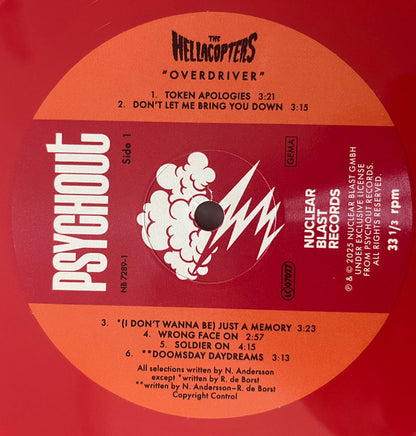 THE
HELLACOPTERS
"OVERDRIVER"
1. TOKEN APOLOGIES 3:21
2. DON'T LET ME BRING YOU DOWN 3:15
PSYCHOUT
Side 1
NB 7289-1
GEMA
LC 07027
NUCLEAR
BLAST
RECORDS
℗ & © 2025 NUCLEAR BLAST GMBH
UNDER EXCLUSIVE LICENSE
FROM PSYCHOUT RECORDS.
ALL RIGHTS RESERVED.
33 1/3 rpm
3. *(I DON'T WANNA BE) JUST A MEMORY 3:23
4. WRONG FACE ON 2:57
5. SOLDIER ON 4:15
6. **DOOMSDAY DAYDREAMS 3:13
All selections written by N. Andersson
except *written by R. de Borst
**written by N. Andersson–R. de Borst
Copyright Control